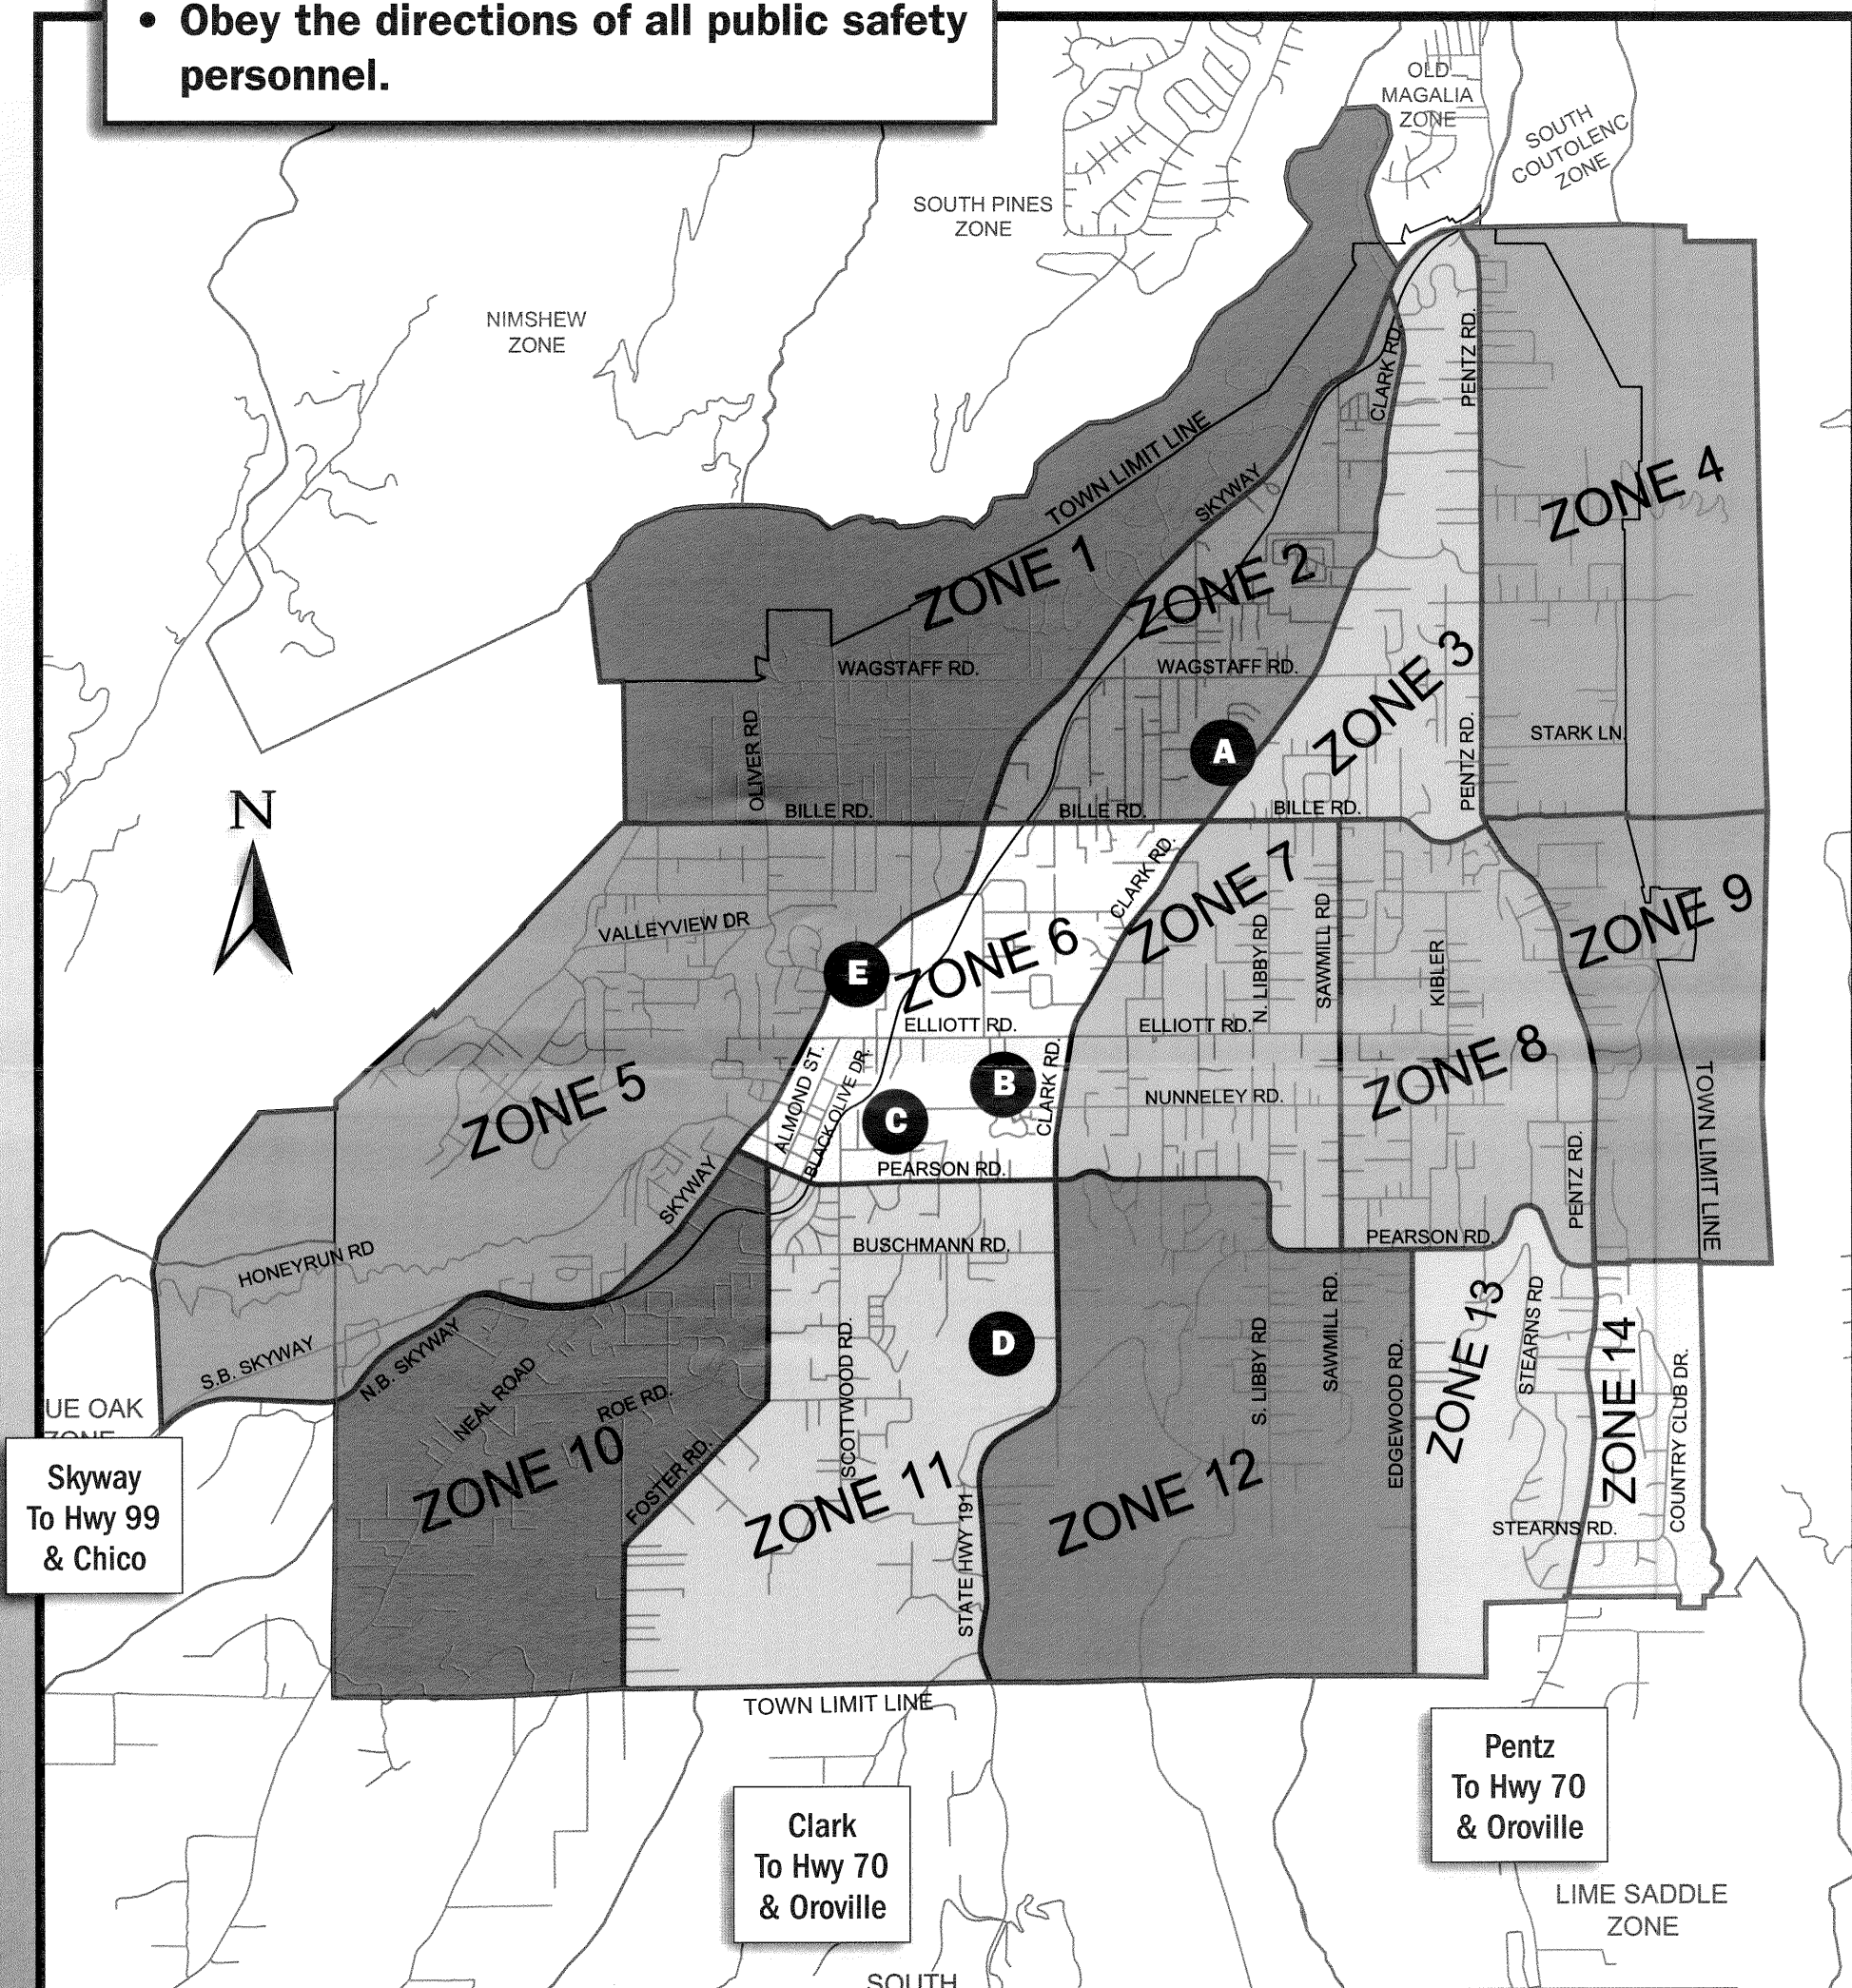 • Obey the directions of all public safety
personnel.
OLD
MAGALIA
ZONE
SOUTH
COUTOLENC
ZONE
SOUTH PINES
ZONE
NIMSHEW
ZONE
CLARK RD.
PENTZ RD.
TOWN LIMIT LINE
SKYWAY
ZONE 4
ZONE 1
ZONE 2
WAGSTAFF RD.
WAGSTAFF RD.
ZONE 3
OLIVER RD
A
PENTZ RD.
STARK LN.
N
BILLE RD.
BILLE RD.
BILLE RD.
CLARK RD.
ZONE 7
VALLEYVIEW DR
N. LIBBY RD
SAWMILL RD
KIBLER
ZONE 9
E
ZONE 6
ELLIOTT RD.
ELLIOTT RD.
ZONE 5
ALMOND ST.
BLACK OLIVE DR.
B
CLARK RD.
C
NUNNELEY RD.
ZONE 8
TOWN LIMIT LINE
PEARSON RD.
PENTZ RD.
SKYWAY
BUSCHMANN RD.
PEARSON RD.
HONEYRUN RD
S.B. SKYWAY
N.B. SKYWAY
NEAL ROAD
ROE RD.
SCOTTWOOD RD.
D
S. LIBBY RD
SAWMILL RD.
EDGEWOOD RD.
ZONE 13
STEARNS RD
ZONE 14
COUNTRY CLUB DR.
UE OAK
ZONE
Skyway
To Hwy 99
& Chico
ZONE 10
FOSTER RD.
ZONE 11
STATE HWY 191
ZONE 12
STEARNS RD.
TOWN LIMIT LINE
Pentz
To Hwy 70
& Oroville
Clark
To Hwy 70
& Oroville
LIME SADDLE
ZONE
SOUTH